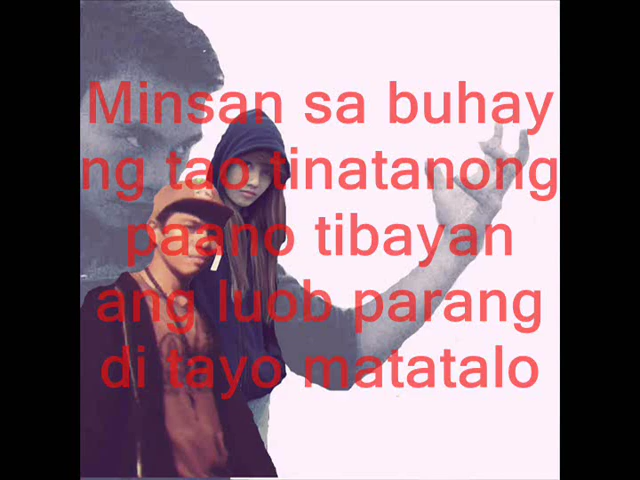 Minsan sa buhay
ng tao tinatanong
paano tibayan
ang luob parang
di tayo matatalo